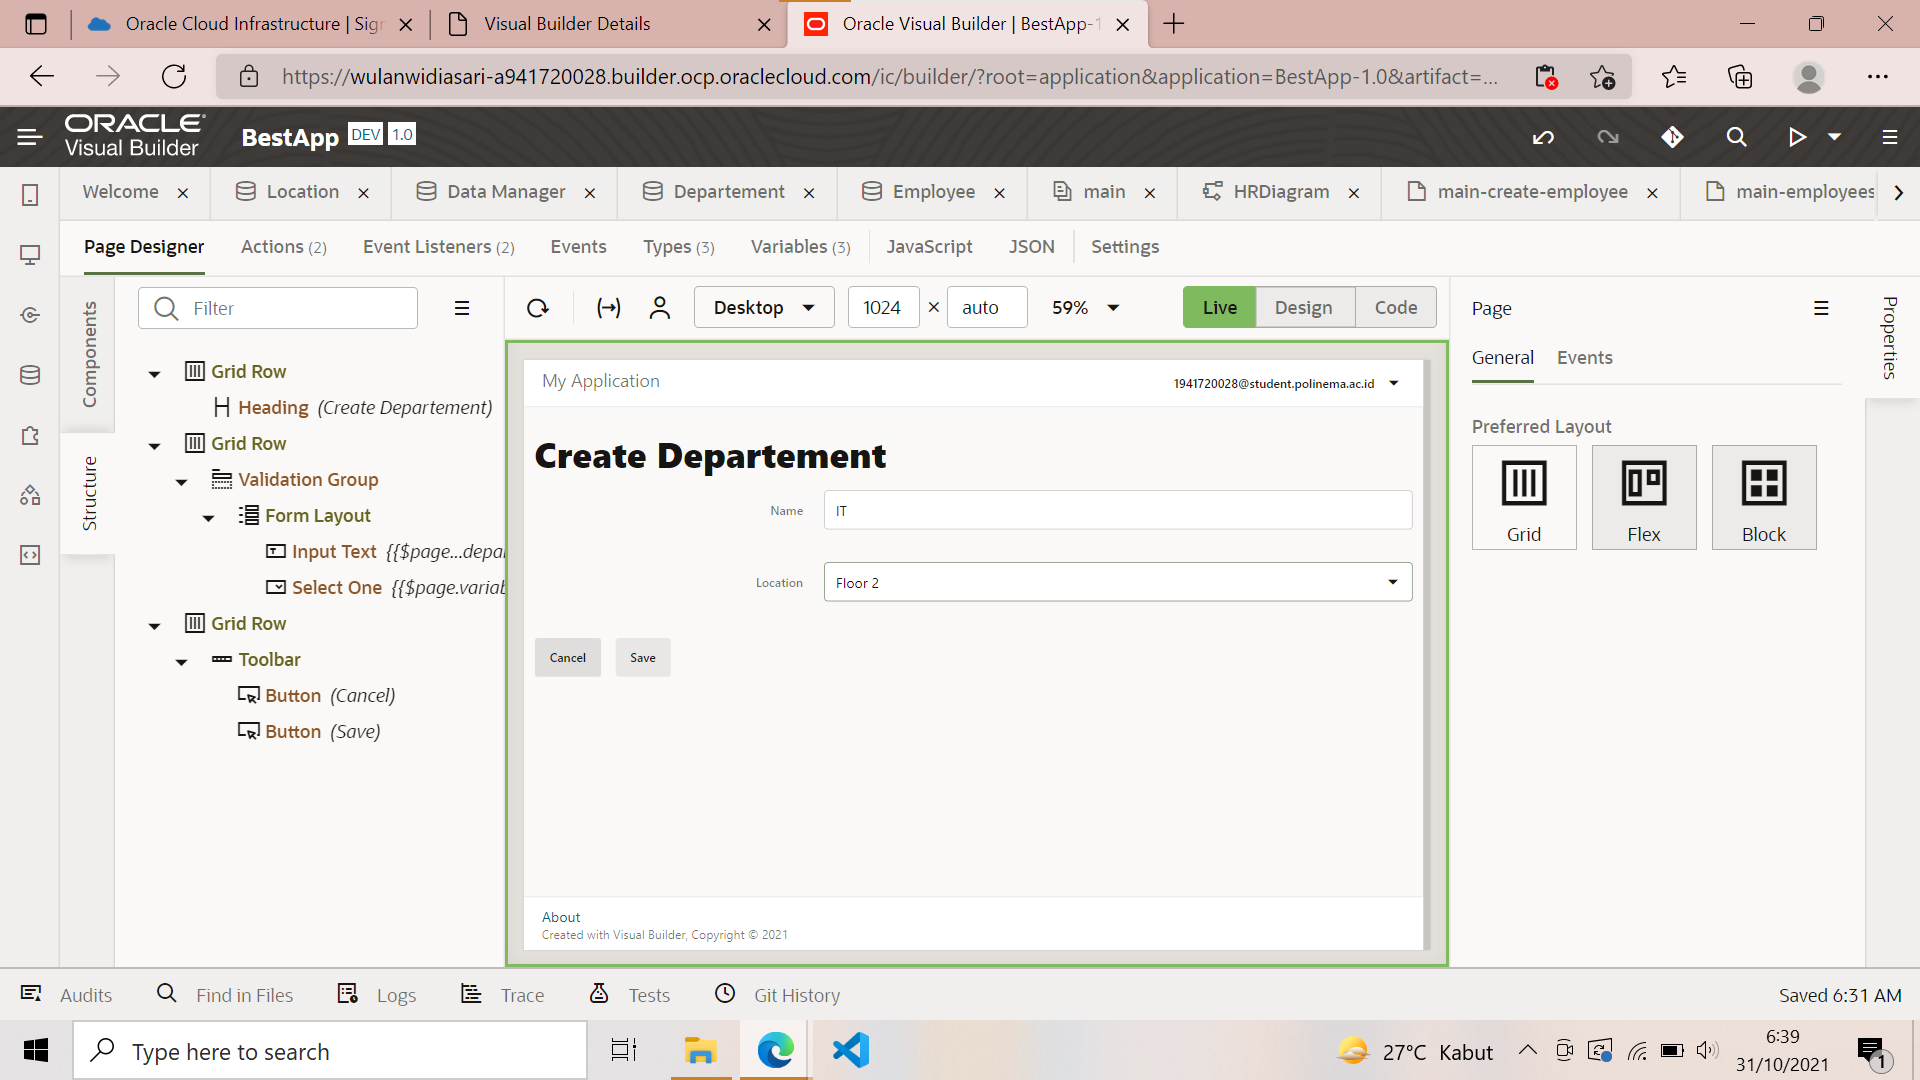 Oracle Cloud Infrastructure | Sign
Visual Builder Details
Oracle Visual Builder | BestApp-1
https://wulanwidiasari-a941720028.builder.ocp.oraclecloud.com/ic/builder/?root=application&application=BestApp-1.0&artifact=...
ORACLE
Visual Builder
BestApp DEV 1.0
Welcome
Location
Data Manager
Departement
Employee
main
HRDiagram
main-create-employee
main-employees
Page Designer
Actions (2)
Event Listeners (2)
Events
Types (3)
Variables (3)
JavaScript
JSON
Settings
Components
Structure
Filter
Grid Row
Heading (Create Departement)
Grid Row
Validation Group
Form Layout
Input Text {{$page...depa
Select One {{$page.variab
Grid Row
Toolbar
Button (Cancel)
Button (Save)
Desktop
1024 × auto
59%
Live
Design
Code
My Application
1941720028@student.polinema.ac.id
Create Departement
Name
IT
Location
Floor 2
Cancel
Save
About
Created with Visual Builder, Copyright © 2021
Page
General
Events
Preferred Layout
Grid
Flex
Block
Properties
Audits
Find in Files
Logs
Trace
Tests
Git History
Saved 6:31 AM
Type here to search
27°C Kabut
6:39
31/10/2021
1